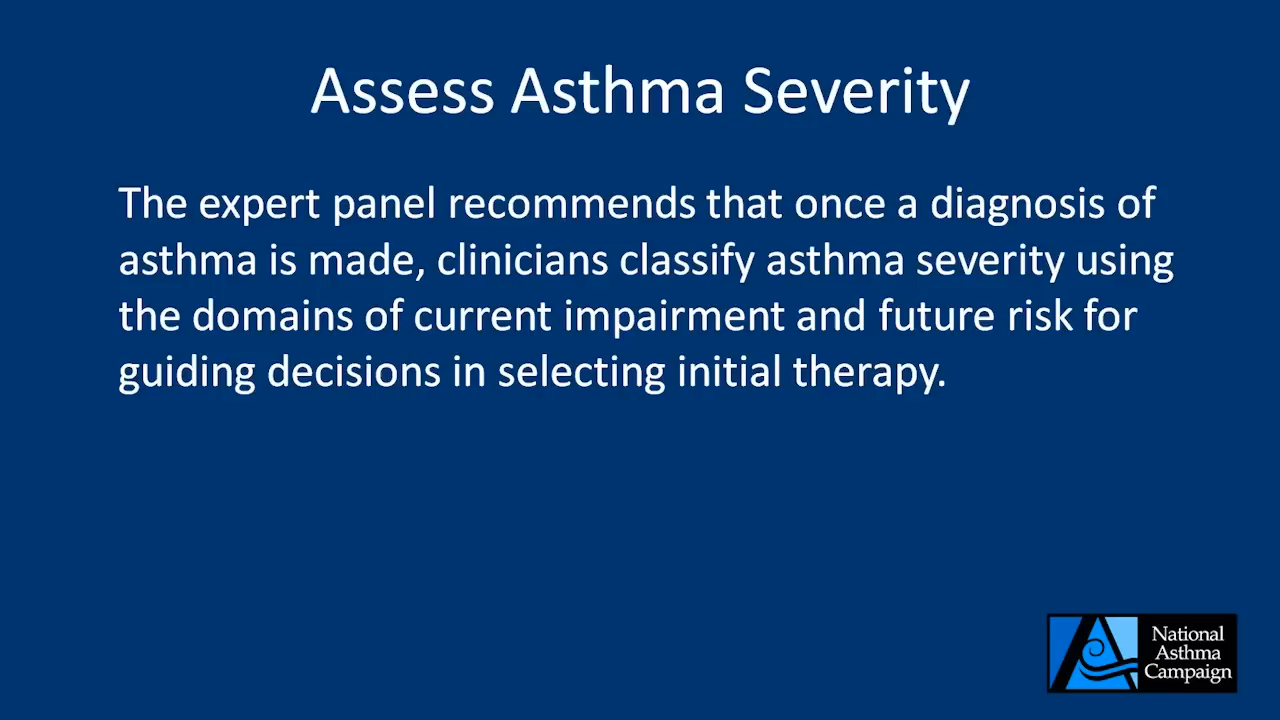 Assess Asthma Severity
The expert panel recommends that once a diagnosis of
asthma is made, clinicians classify asthma severity using
the domains of current impairment and future risk for
guiding decisions in selecting initial therapy.
National
Asthma
Campaign